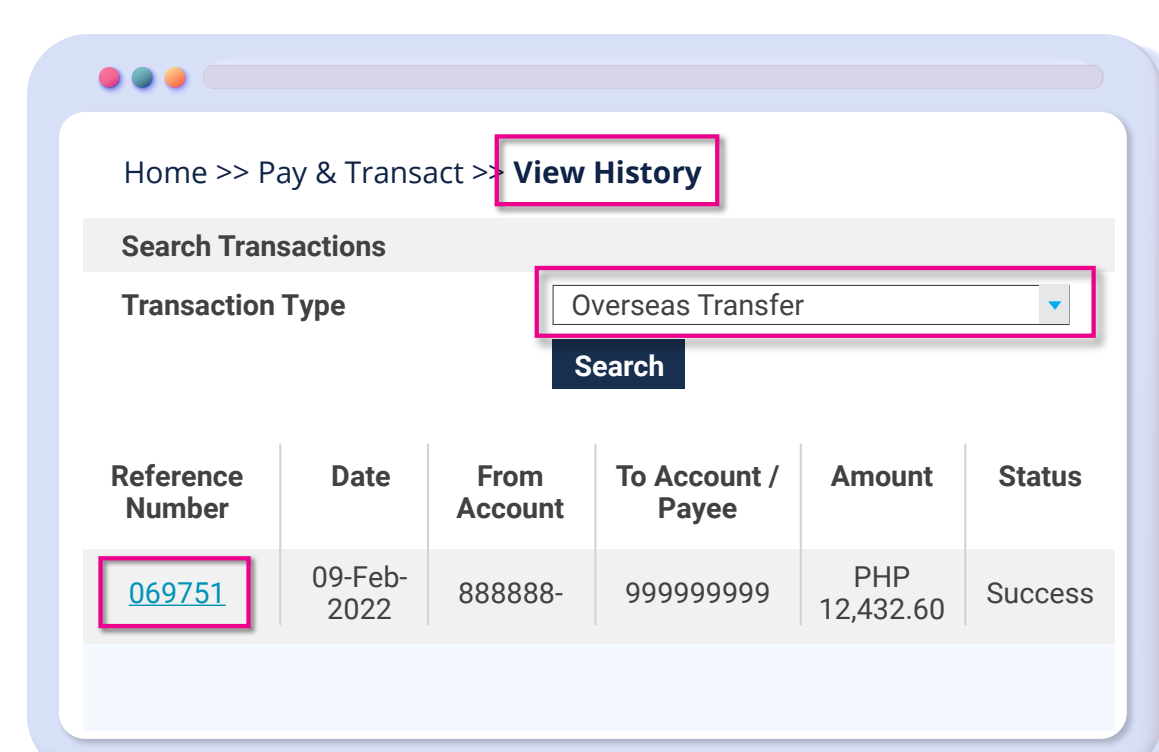 Home >> Pay & Transact >> View History
Search Transactions
Transaction Type Overseas Transfer
Search
Reference Number Date From Account To Account / Payee Amount Status
069751 09-Feb-2022 888888- 999999999 PHP 12,432.60 Success